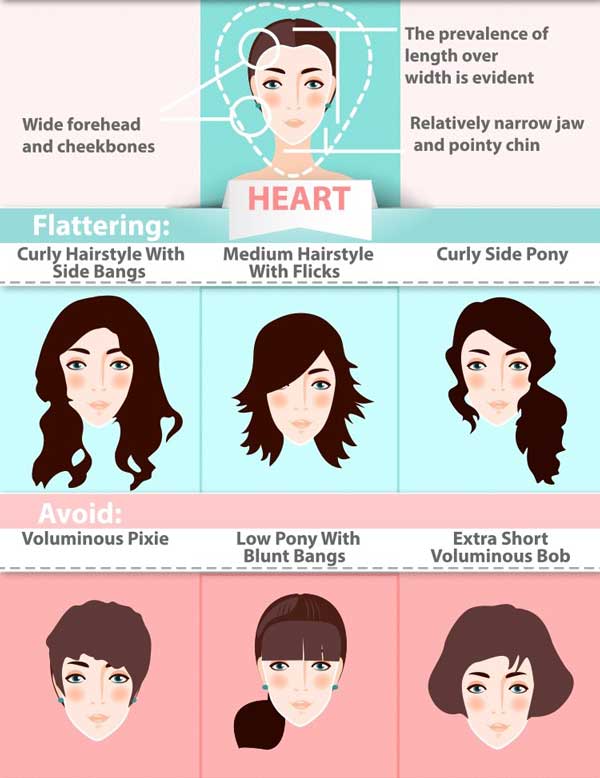 The prevalence of
length over
width is evident
Wide forehead
and cheekbones
Relatively narrow jaw
and pointy chin
HEART
Flattering:
Curly Hairstyle With
Side Bangs
Medium Hairstyle
With Flicks
Curly Side Pony
Avoid:
Voluminous Pixie
Low Pony With
Blunt Bangs
Extra Short
Voluminous Bob